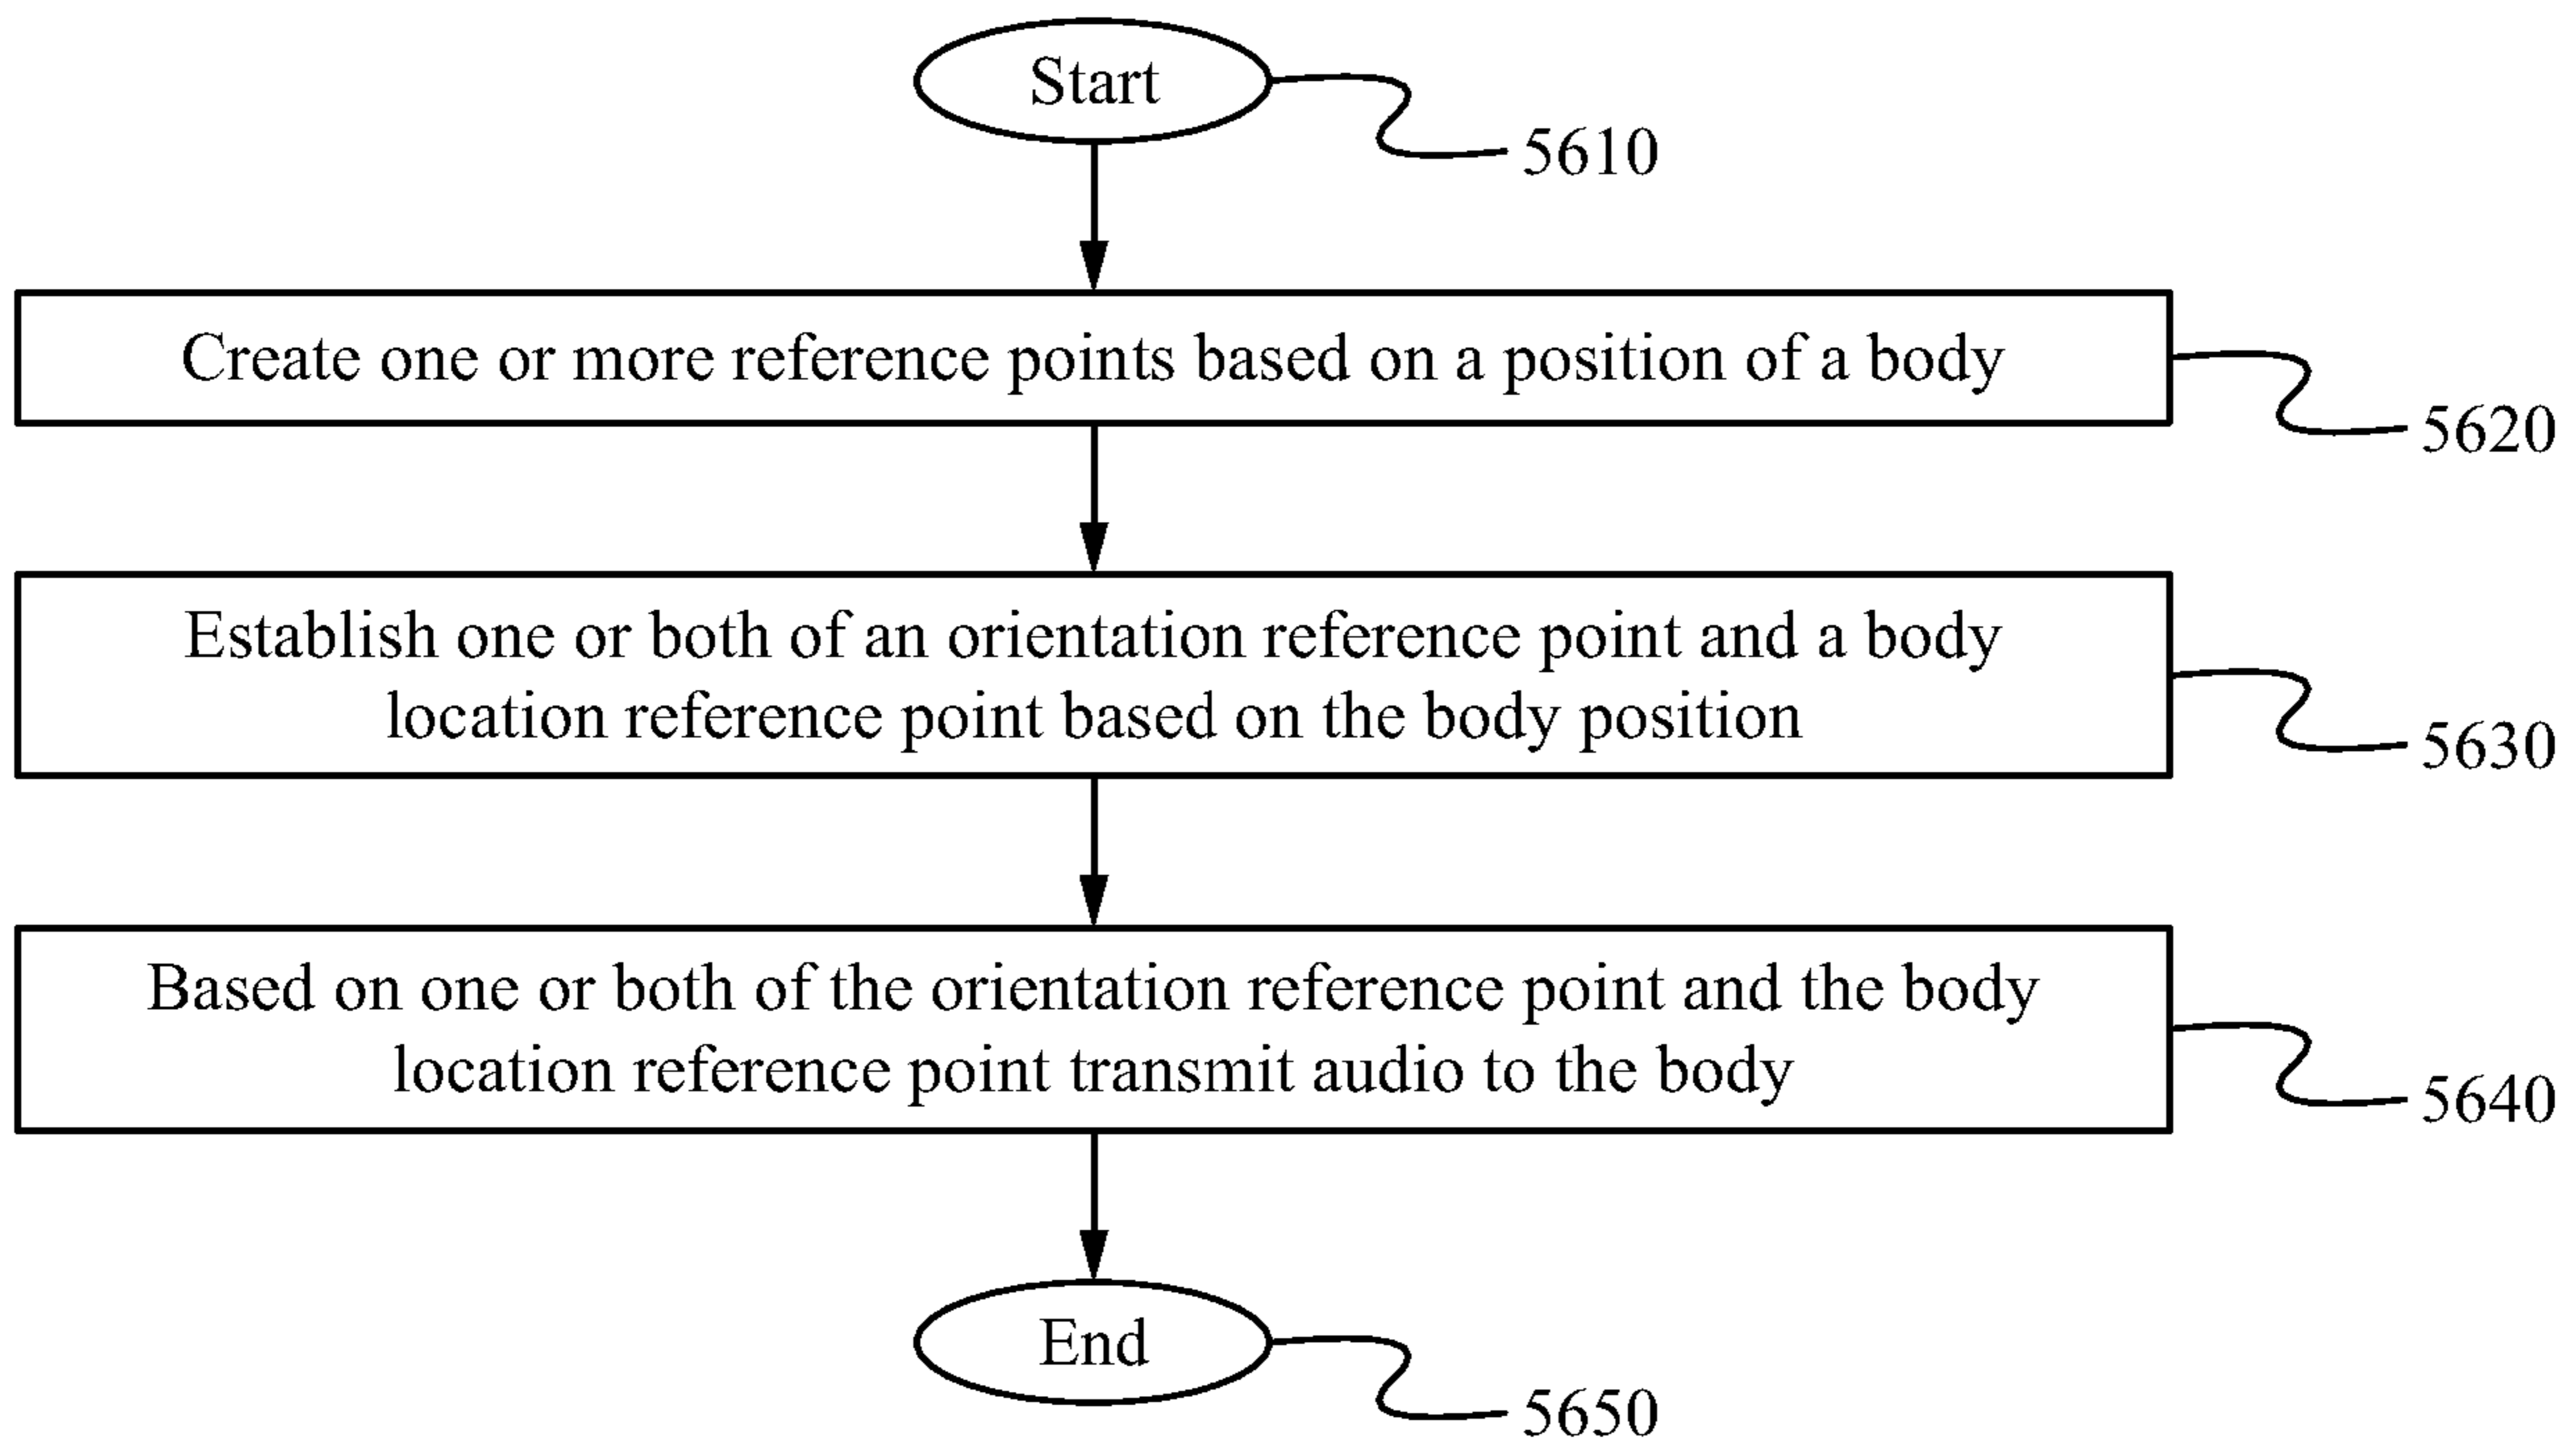 Start
5610
Create one or more reference points based on a position of a body
5620
Establish one or both of an orientation reference point and a body
location reference point based on the body position
5630
Based on one or both of the orientation reference point and the body
location reference point transmit audio to the body
5640
End
5650